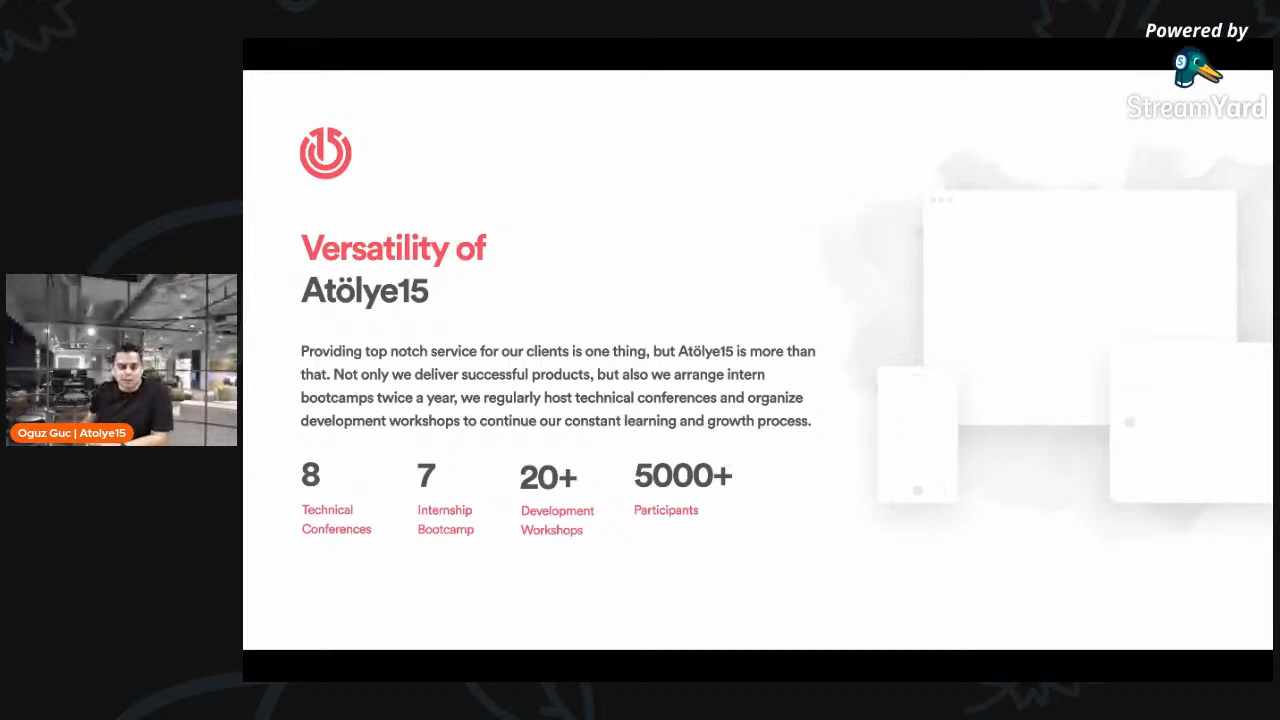 Powered by
StreamYard
15
Versatility of
Atölye15
Providing top notch service for our clients is one thing, but Atölye15 is more than
that. Not only we deliver successful products, but also we arrange intern
bootcamps twice a year, we regularly host technical conferences and organize
development workshops to continue our constant learning and growth process.
8
Technical
Conferences
7
Internship
Bootcamp
20+
Development
Workshops
5000+
Participants
Oguz Guc | Atolye15